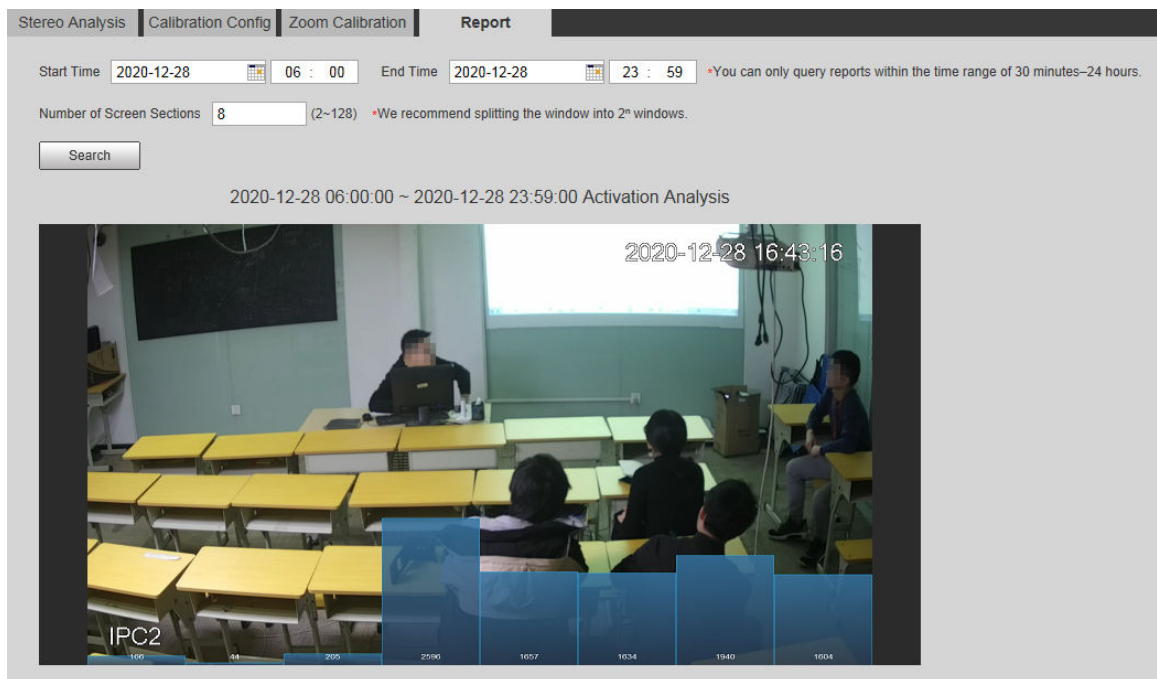 Stereo Analysis Calibration Config Zoom Calibration Report
Start Time 2020-12-28 06 : 00 End Time 2020-12-28 23 : 59 *You can only query reports within the time range of 30 minutes–24 hours.
Number of Screen Sections 8 (2~128) *We recommend splitting the window into 2ⁿ windows.
Search
2020-12-28 06:00:00 ~ 2020-12-28 23:59:00 Activation Analysis
2020-12-28 16:43:16
IPC2
166 44 205 2596 1657 1634 1940 1604